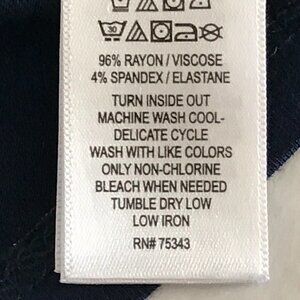 30
96% RAYON / VISCOSE
4% SPANDEX / ELASTANE
TURN INSIDE OUT
MACHINE WASH COOL-
DELICATE CYCLE
WASH WITH LIKE COLORS
ONLY NON-CHLORINE
BLEACH WHEN NEEDED
TUMBLE DRY LOW
LOW IRON
RN# 75343